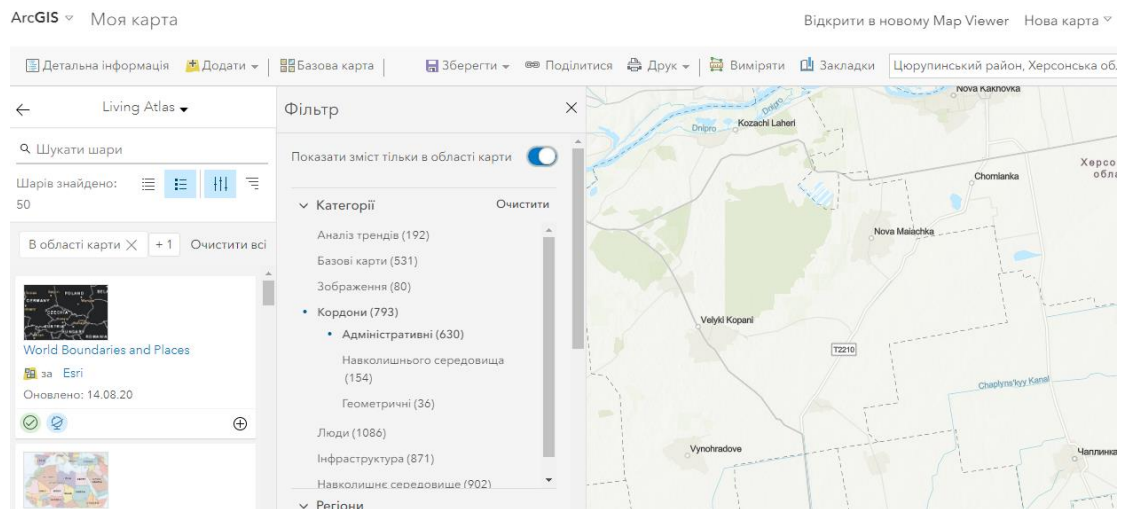 ArcGIS Моя карта
Відкрити в новому Map Viewer Нова карта
Детальна інформація Додати Базова карта Зберегти Поділитися Друк Виміряти Закладки Цюрупинський район, Херсонська об
Living Atlas
Шукати шари
Шарів знайдено:
50
В області карти + 1 Очистити всі
World Boundaries and Places
за Esri
Оновлено: 14.08.20
Фільтр
Показати зміст тільки в області карти
Категорії Очистити
Аналіз трендів (192)
Базові карти (531)
Зображення (80)
Кордони (793)
Адміністративні (630)
Навколишнього середовища
(154)
Геометричні (36)
Люди (1086)
Інфраструктура (871)
Навколишнє середовище (902)
Регіони
Nova Kakhovka
Dnipro
Dnipro
Kozachi Laheri
Херсо
обла
Chornianka
Nova Maiachka
Velyki Kopani
T2210
Chaplyns'kyy Kanal
Vynohradove
Чаплинка